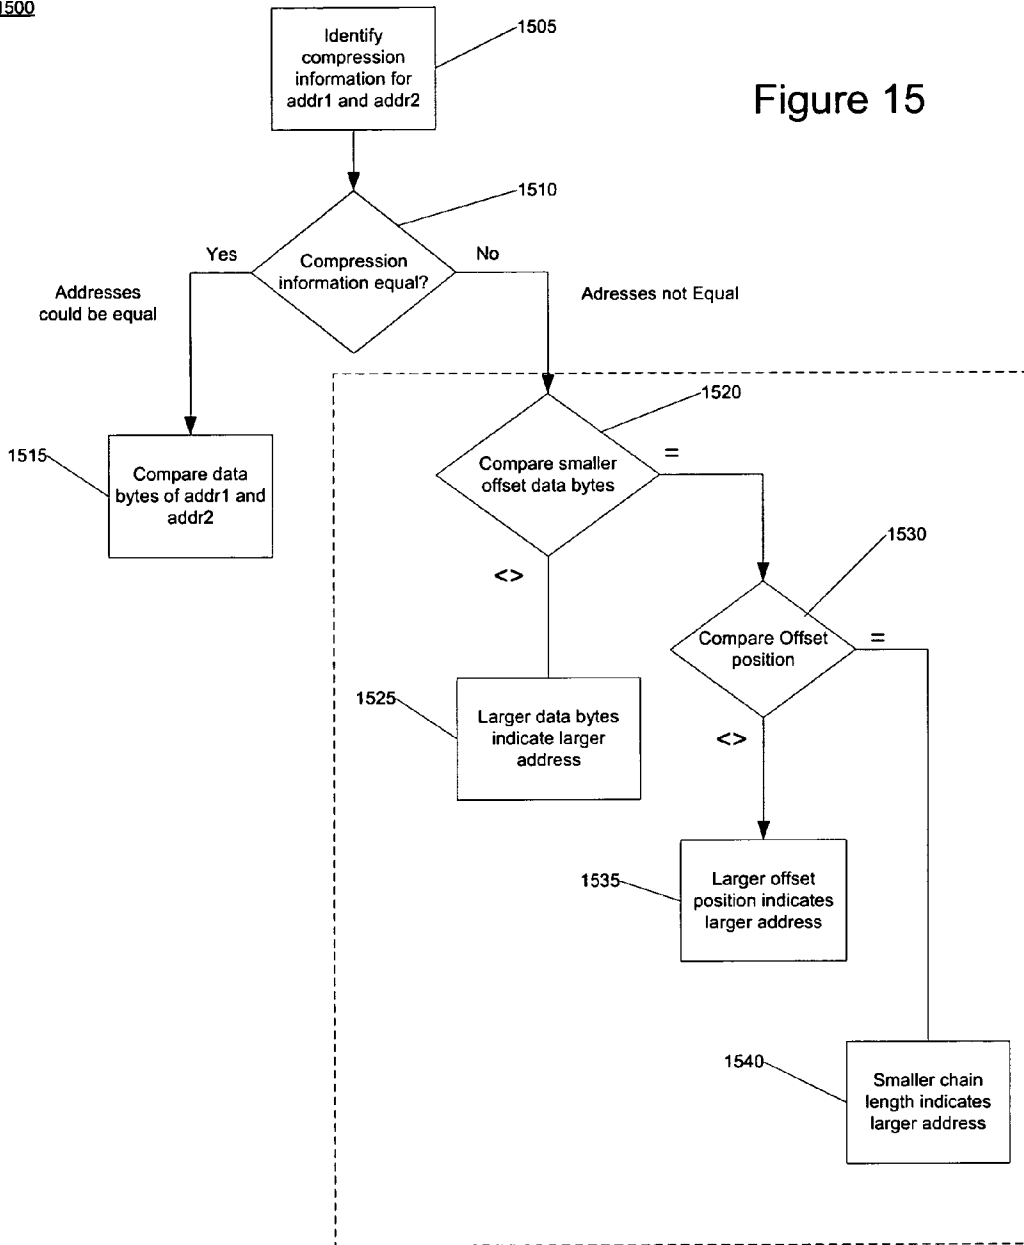 1500
Identify
compression
information for
addr1 and addr2
1505
Figure 15
1510
Yes
Compression
information equal?
No
Addresses
could be equal
Adresses not Equal
1520
1515
Compare data
bytes of addr1 and
addr2
Compare smaller
offset data bytes
=
<>
1530
Compare Offset
position
=
1525
Larger data bytes
indicate larger
address
<>
1535
Larger offset
position indicates
larger address
1540
Smaller chain
length indicates
larger address